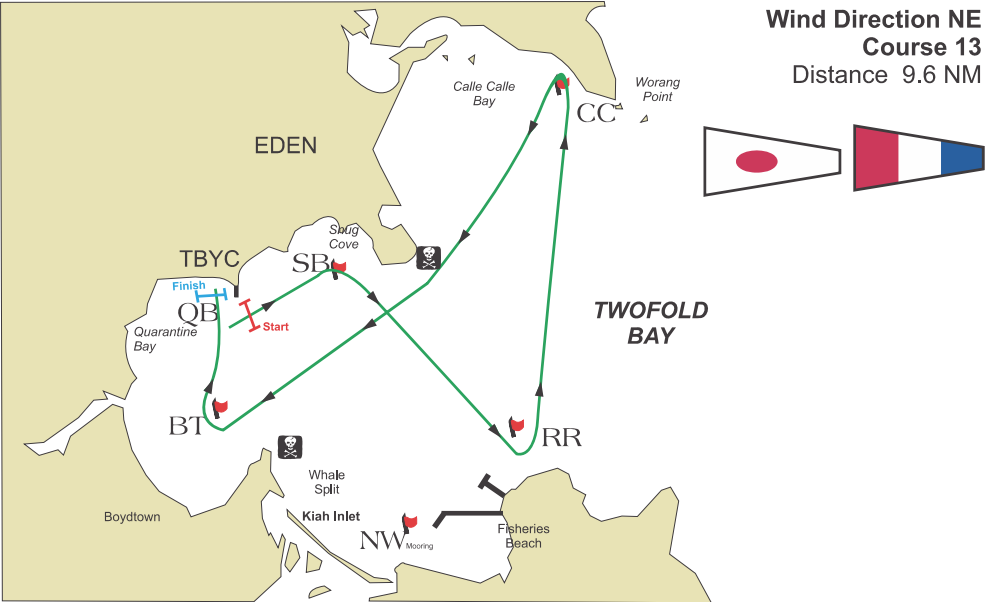 Wind Direction NE
Course 13
Distance 9.6 NM
Calle Calle
Bay
Worang
Point
CC
EDEN
Snug
Cove
TBYC
SB
Finish
QB
Start
Quarantine
Bay
TWOFOLD
BAY
BT
RR
Whale
Split
Boydtown
Kiah Inlet
NW
Mooring
Fisheries
Beach